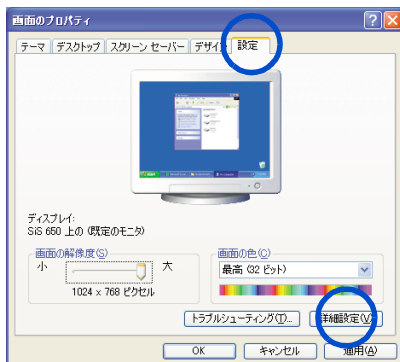 画面のプロパティ
テーマ デスクトップ スクリーン セーバー デザイン 設定
ディスプレイ:
SiS 650 上の (既定のモニタ)
画面の解像度(S) 画面の色(C)
小 大 最高 (32 ビット)
1024 x 768 ピクセル
トラブルシューティング(T)... 詳細設定(V)
OK キャンセル 適用(A)